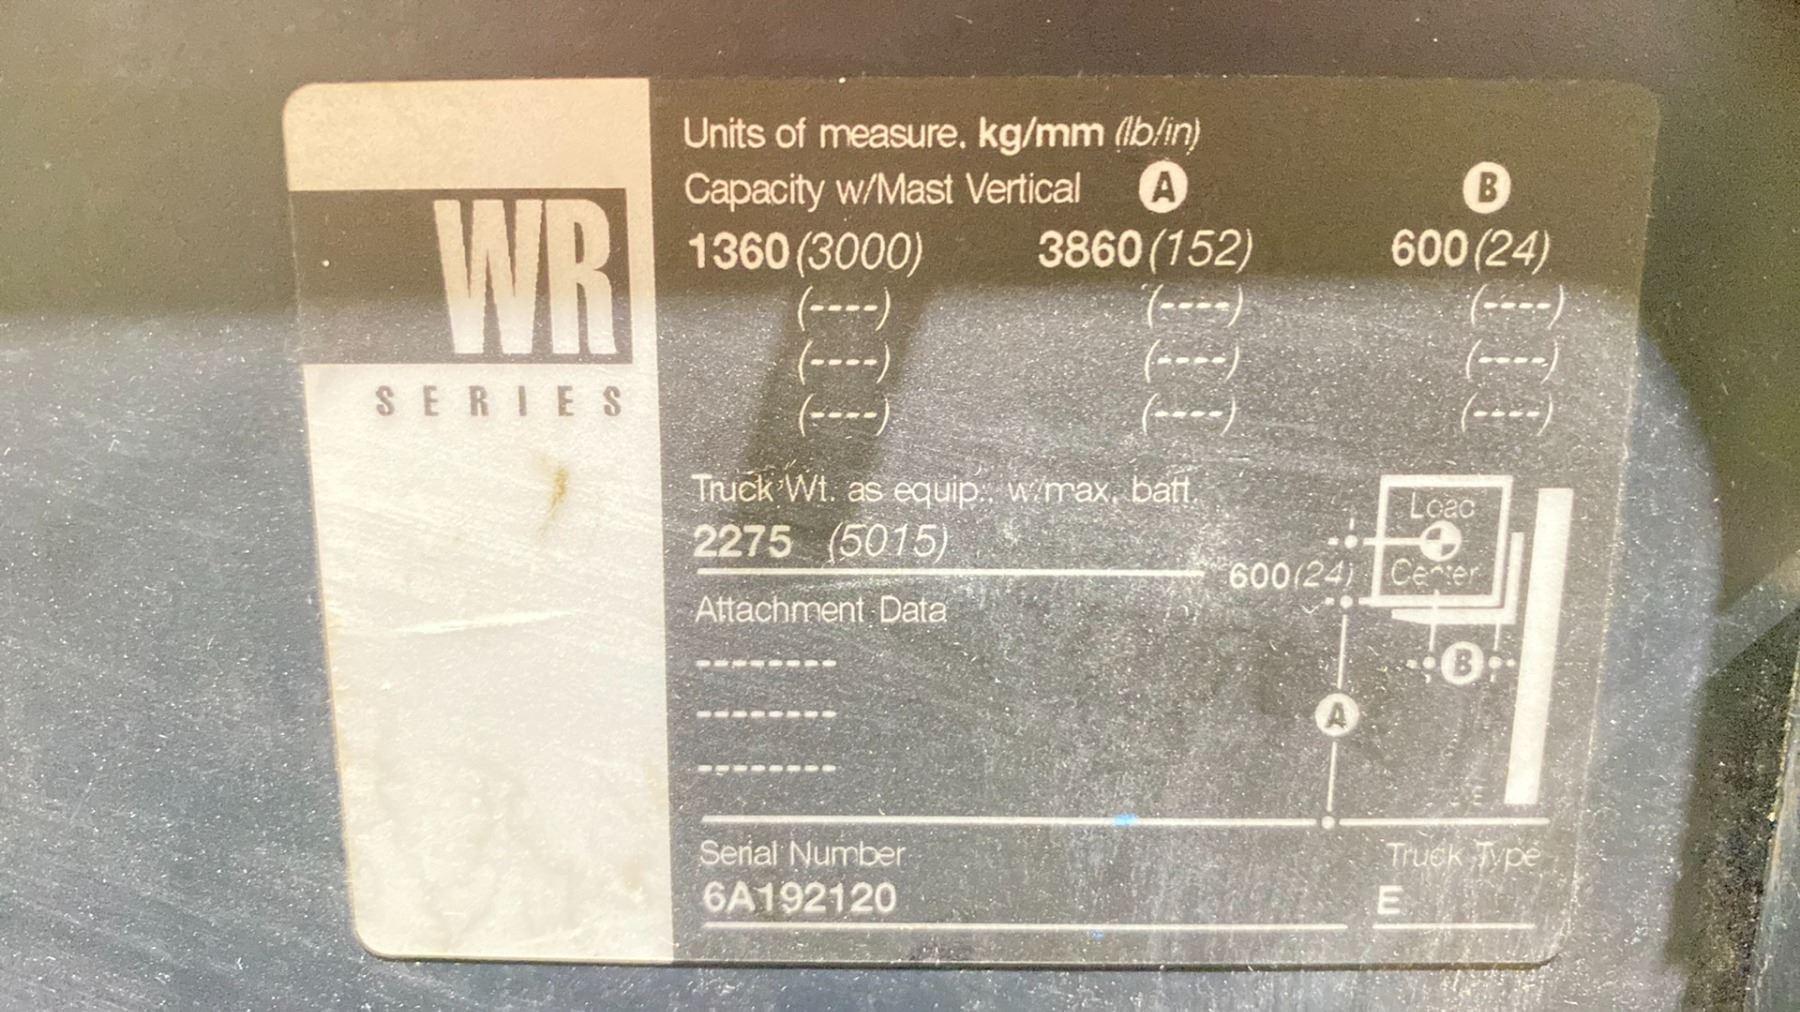 WR
SERIES
Units of measure. kg/mm (lb/in)
Capacity w/Mast Vertical A B
1360 (3000) 3860 (152) 600 (24)
(----) (----) (----)
(----) (----) (----)
(----) (----) (----)
Truck Wt. as equip., w/max. batt.
2275 (5015)
Load
Center
600 (24)
B
A
Attachment Data
--------
--------
--------
Serial Number
6A192120
Truck Type
E